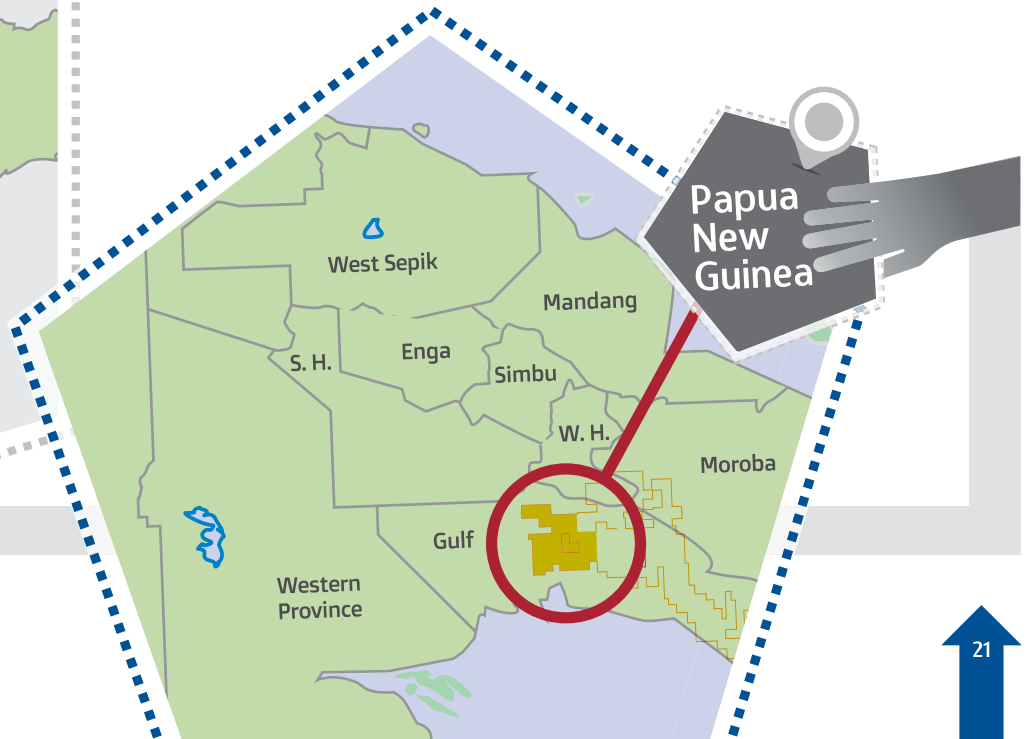 Papua
New
Guinea
West Sepik
Mandang
S. H.
Enga
Simbu
W. H.
Moroba
Gulf
Western
Province
21